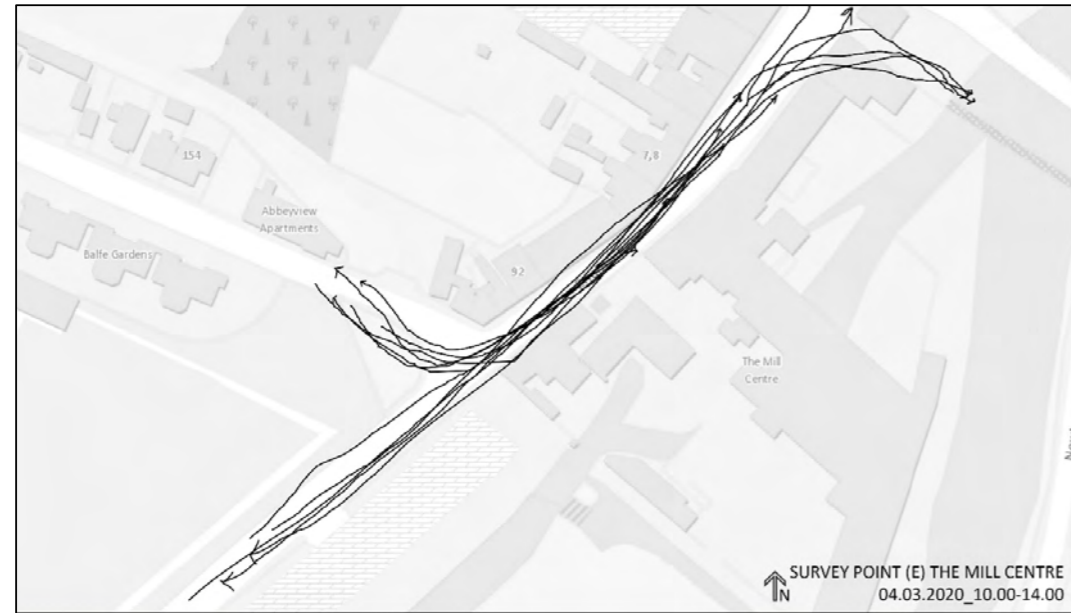 154
7,8
Abbeyview
Apartments
Balfe Gardens
92
The Mill
Centre
N
SURVEY POINT (E) THE MILL CENTRE
04.03.2020_10.00-14.00